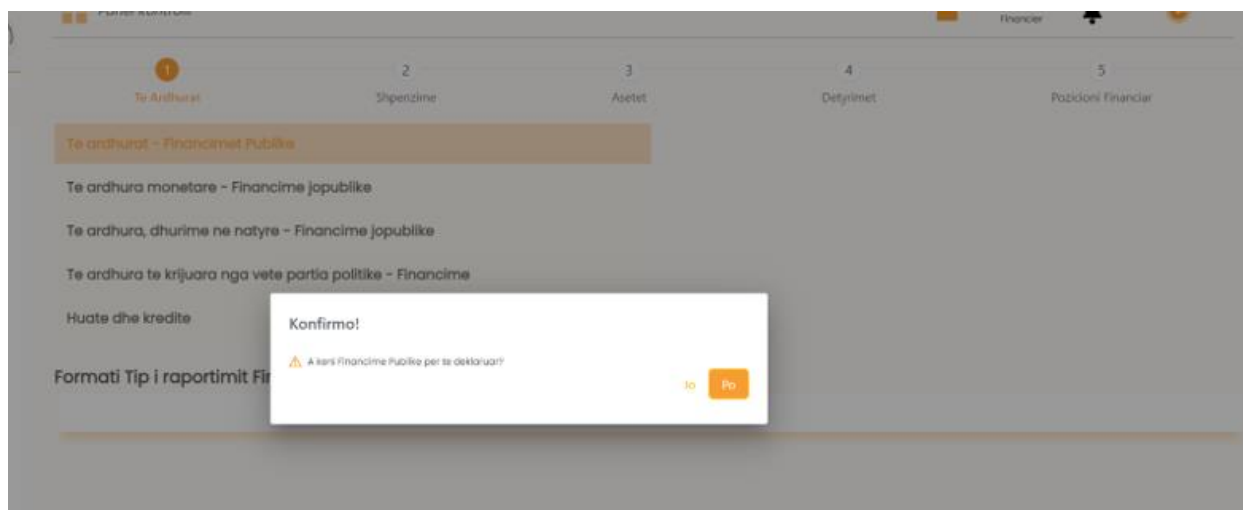 Panel Kontrolli
Financier
1 2 3 4 5
Te Ardhurat Shpenzime Asetet Detyrimet Pozicioni Financiar
Te ardhurat - Financimet Publike
Te ardhura monetare - Financime jopublike
Te ardhura, dhurime ne natyre - Financime jopublike
Te ardhura te krijuara nga vete partia politike - Financime
Huate dhe kredite
Konfirmo!
A keni Financime Publike per te deklaruar?
Formati Tip i raportimit Fi
Jo Po